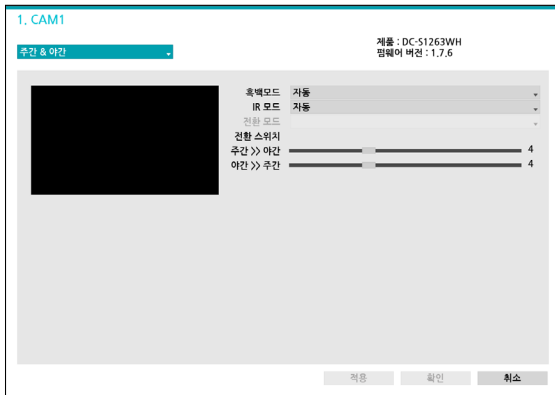 1. CAM1
제품 : DC-S1263WH
주간 & 야간
펌웨어 버전 : 1.7.6
흑백모드 자동
IR 모드 자동
전환 모드
전환 스위치
주간 >> 야간 4
야간 >> 주간 4
적용 확인 취소